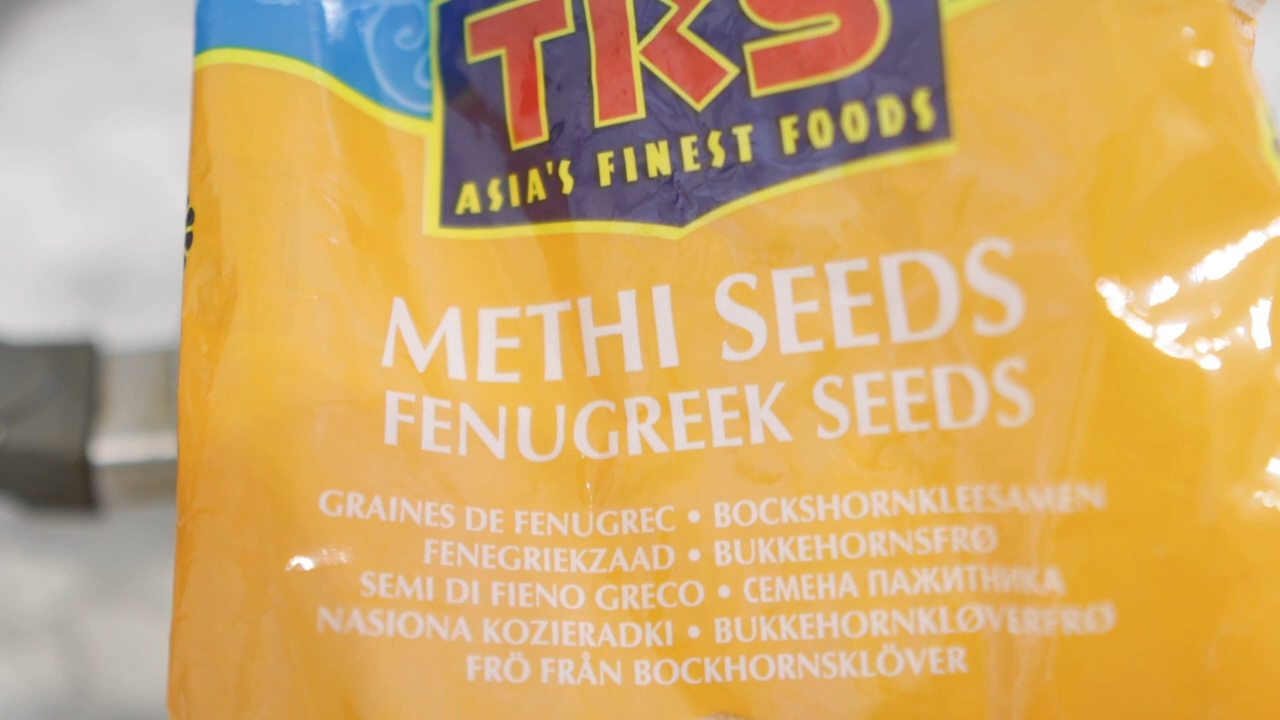 TRS
ASIA'S FINEST FOODS
METHI SEEDS
FENUGREEK SEEDS
GRAINES DE FENUGREC • BOCKSHORNKLEESAMEN
FENEGRIEKZAAD • BUKKEHORNSFRØ
SEMI DI FIENO GRECO • СЕМЕНА ПАЖИТНИКА
NASIONA KOZIERADKI • BUKKEHORNKLØVERFRØ
FRÖ FRÅN BOCKHORNSKLÖVER